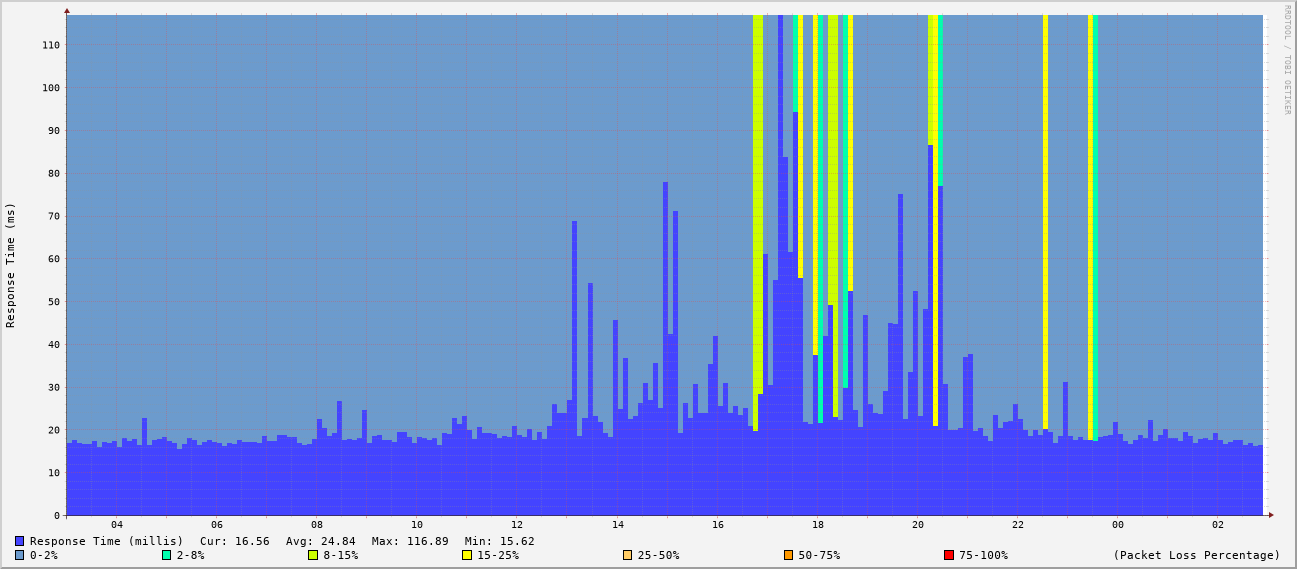 RRDTOOL / TOBI OETIKER
Response Time (ms)
110
100
90
80
70
60
50
40
30
20
10
0
04 06 08 10 12 14 16 18 20 22 00 02
Response Time (millis) Cur: 16.56 Avg: 24.84 Max: 116.89 Min: 15.62
0-2% 2-8% 8-15% 15-25% 25-50% 50-75% 75-100% (Packet Loss Percentage)